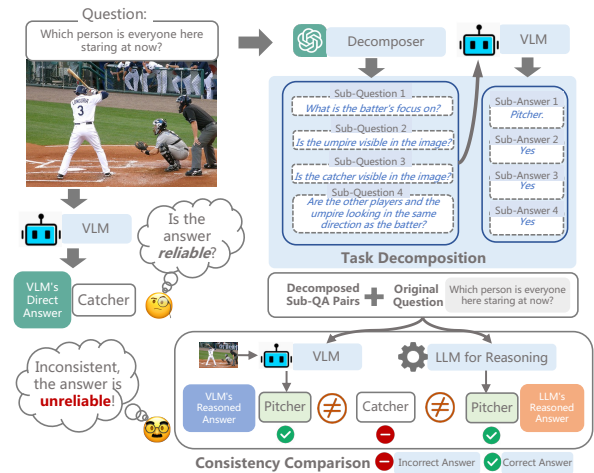 Question:
Which person is everyone here
staring at now?
Decomposer
VLM
Sub-Question 1
What is the batter's focus on?
Sub-Question 2
Is the umpire visible in the image?
Sub-Question 3
Is the catcher visible in the image?
Sub-Question 4
Are the other players and the
umpire looking in the same
direction as the batter?
Sub-Answer 1
Pitcher.
Sub-Answer 2
Yes
Sub-Answer 3
Yes
Sub-Answer 4
Yes
Task Decomposition
LONGORIA
3
VLM
Is the
answer
reliable?
VLM's
Direct
Answer
Catcher
Decomposed
Sub-QA Pairs
Original
Question
Which person is everyone
here staring at now?
Inconsistent,
the answer is
unreliable!
VLM
LLM for Reasoning
VLM's
Reasoned
Answer
Pitcher
≠
Catcher
≠
Pitcher
LLM's
Reasoned
Answer
Consistency Comparison
Incorrect Answer
Correct Answer